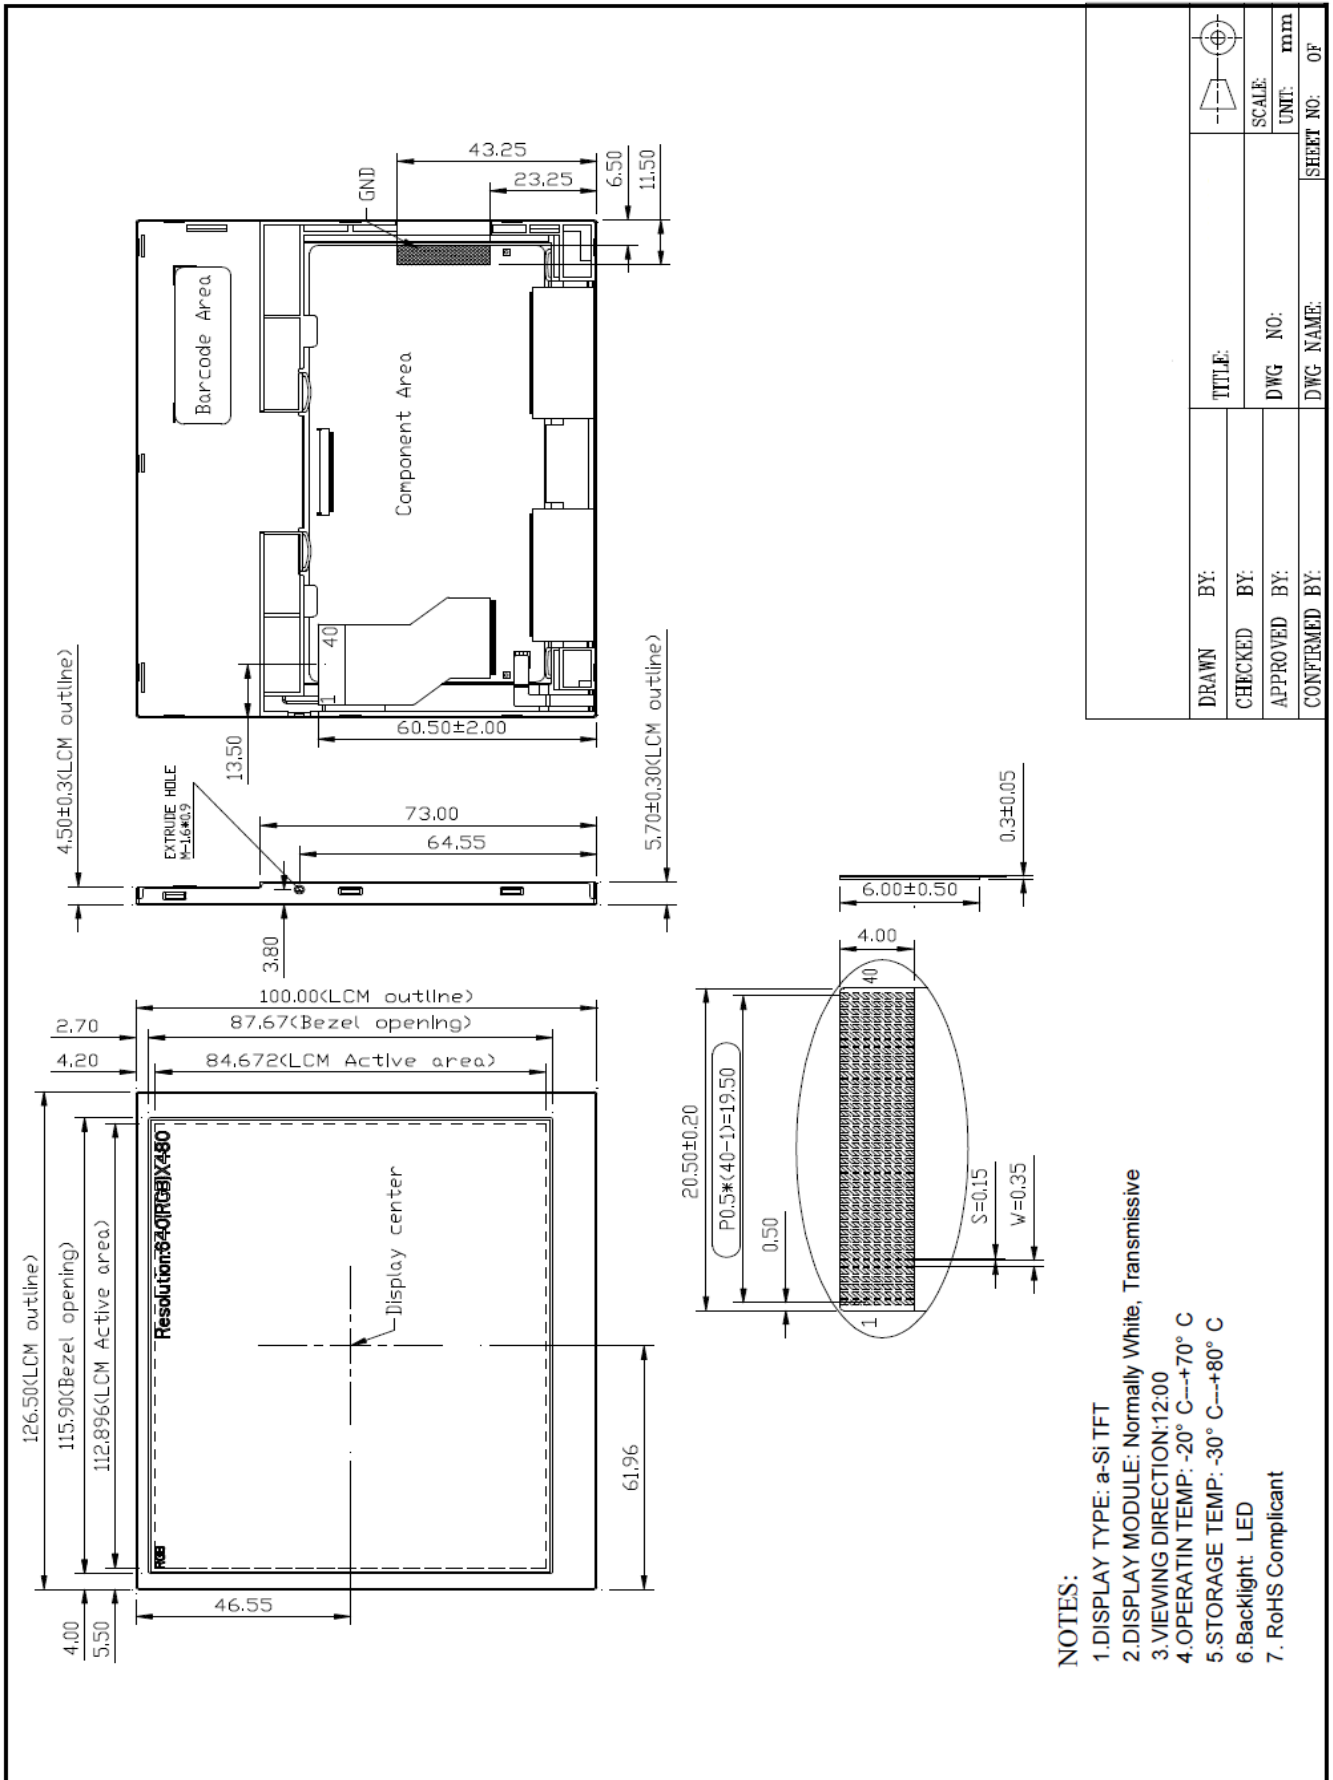 126.50(LCM outline)
115.90(Bezel opening)
112.896(LCM Active area)
4.00
5.50
2.70
4.20
100.00(LCM outline)
87.67(Bezel opening)
84.672(LCM Active area)
Resolution:640(RGB)X480
RGB
Display center
46.55
61.96
4.50±0.3(LCM outline)
EXTRUDE HOLE
M-1.6*0.9
3.80
73.00
64.55
5.70±0.30(LCM outline)
13.50
60.50±2.00
1
40
Barcode Area
Component Area
GND
43.25
23.25
6.50
11.50
20.50±0.20
P0.5*(40-1)=19.50
0.50
4.00
1
40
S=0.15
W=0.35
6.00±0.50
0.3±0.05
NOTES:
1.DISPLAY TYPE: a-Si TFT
2.DISPLAY MODULE: Normally White, Transmissive
3.VIEWING DIRECTION:12:00
4.OPERATIN TEMP: -20° C---+70° C
5.STORAGE TEMP: -30° C---+80° C
6.Backlight: LED
7. RoHS Complicant
DRAWN BY:
CHECKED BY:
APPROVED BY:
CONFIRMED BY:
TITLE:
DWG NO:
DWG NAME:
SCALE:
UNIT: mm
SHEET NO: OF